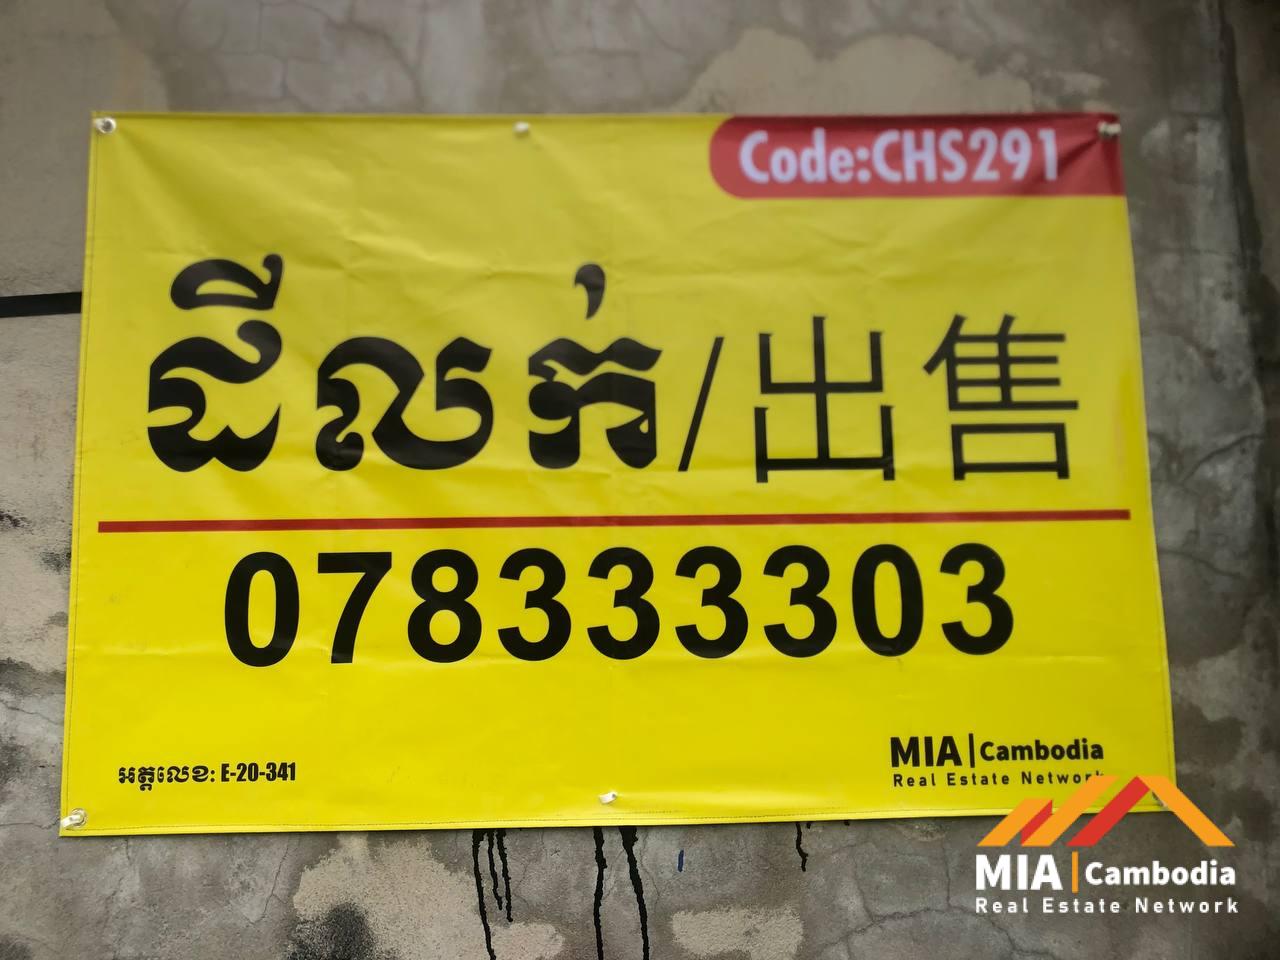 Code:CHS291
ដីលក់/出售
078333303
អត្តលេខ: E-20-341
MIA | Cambodia
Real Estate Network
MIA | Cambodia
Real Estate Network